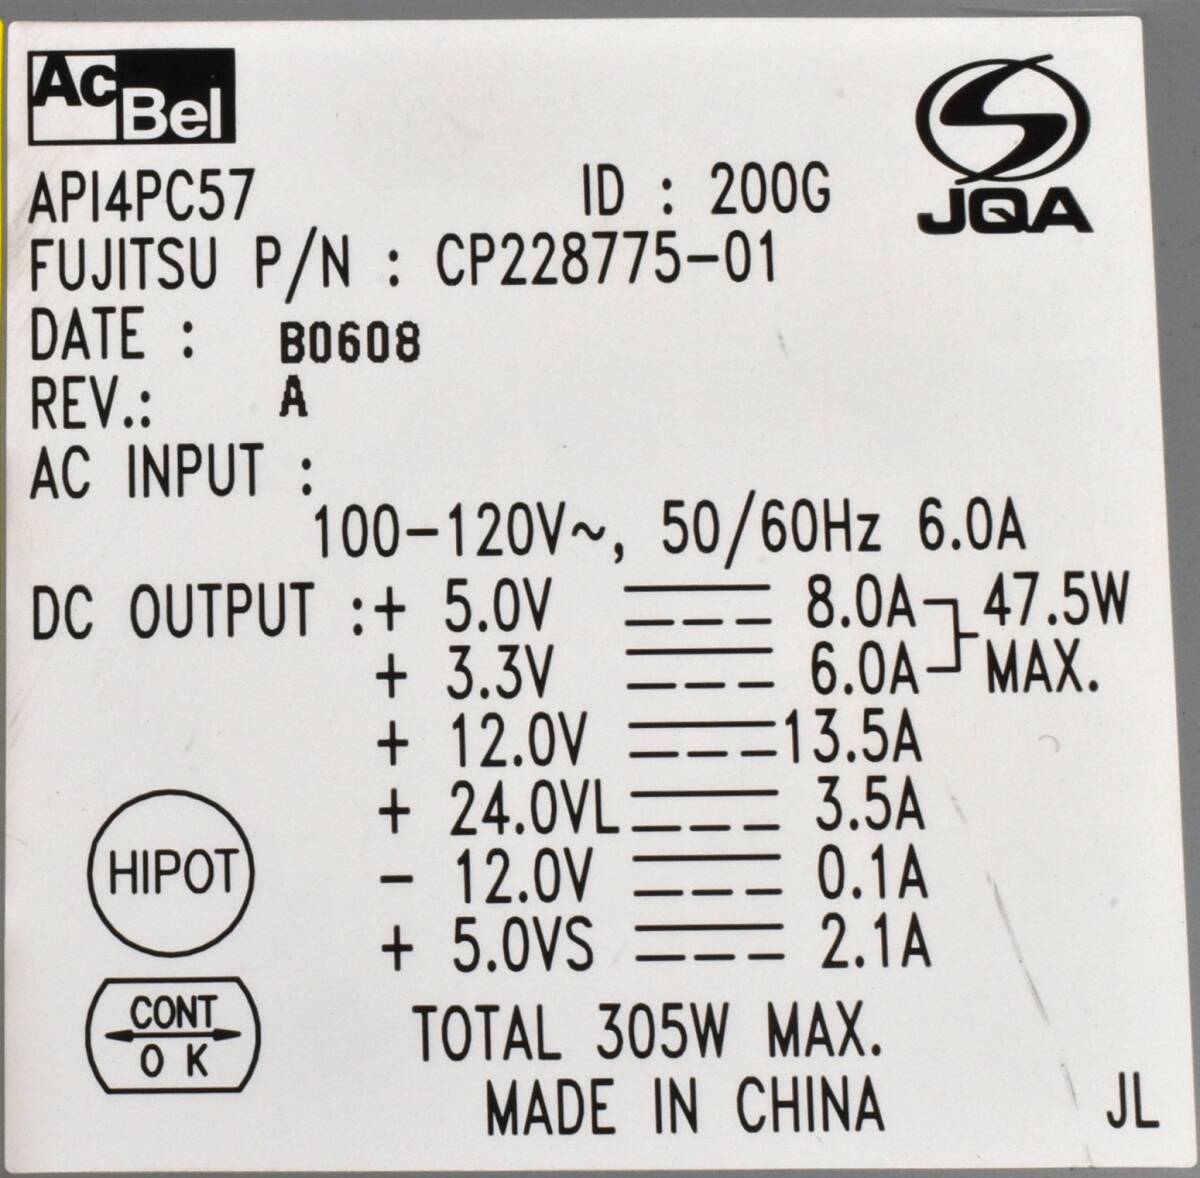 AcBel
JQA
API4PC57 ID : 200G
FUJITSU P/N : CP228775-01
DATE : B0608
REV.: A
AC INPUT :
100-120V~, 50/60Hz 6.0A
DC OUTPUT : + 5.0V 8.0A 47.5W
+ 3.3V 6.0A MAX.
+ 12.0V 13.5A
+ 24.0VL 3.5A
- 12.0V 0.1A
+ 5.0VS 2.1A
HIPOT
CONT
OK
TOTAL 305W MAX.
MADE IN CHINA
JL